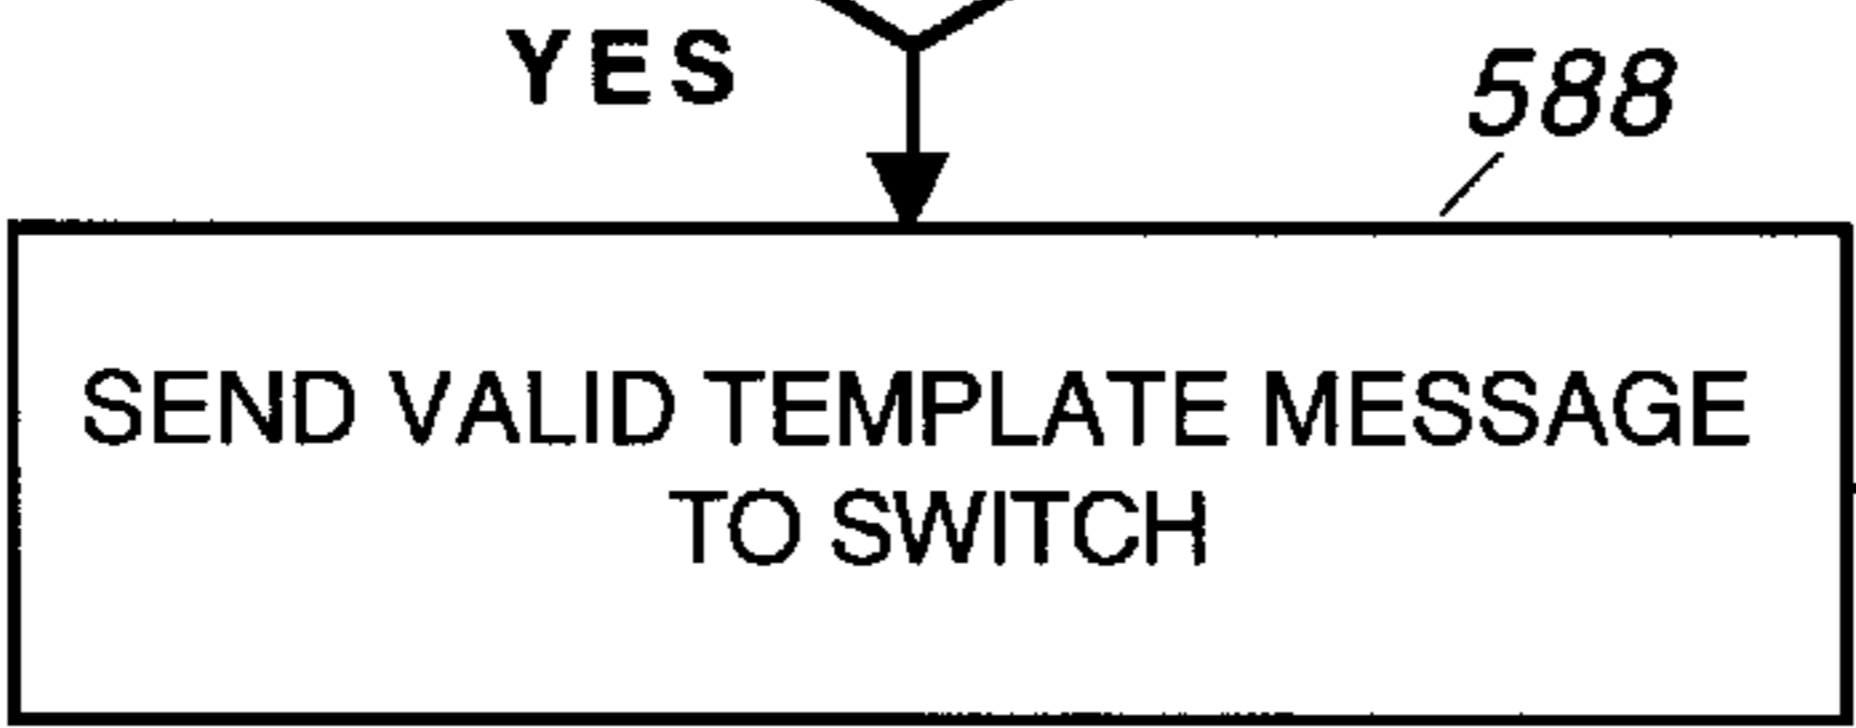 YES
588
SEND VALID TEMPLATE MESSAGE
TO SWITCH